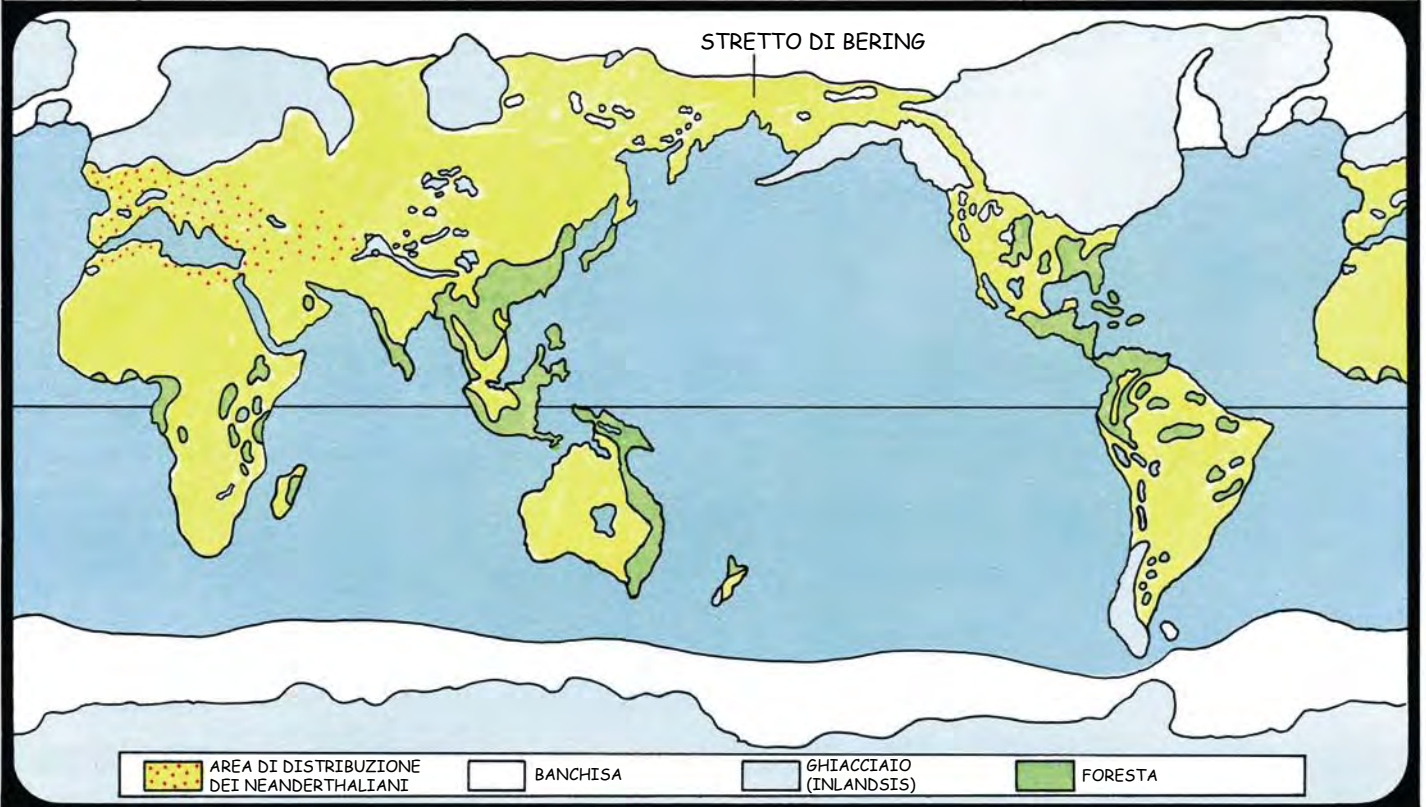 STRETTO DI BERING
AREA DI DISTRIBUZIONE
DEI NEANDERTHALIANI
BANCHISA
GHIACCIAIO
(INLANDSIS)
FORESTA